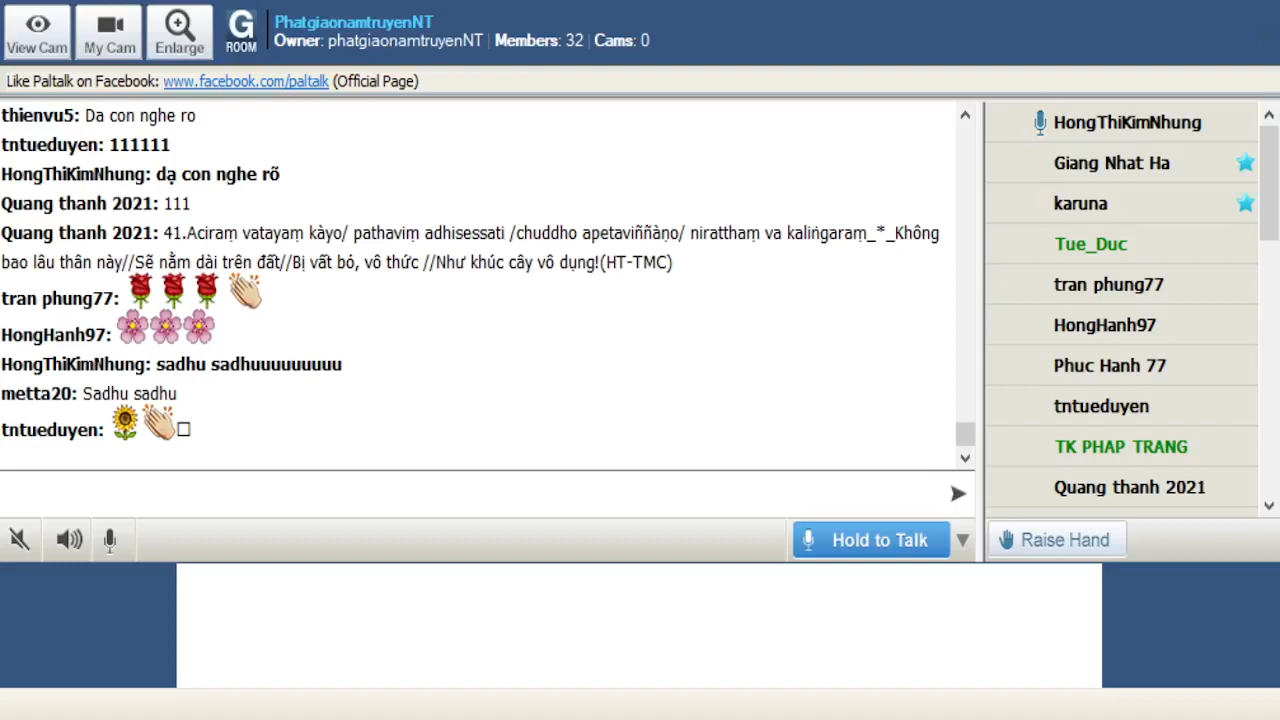 View Cam
My Cam
Enlarge
G
ROOM
PhatgiaonamtruyenNT
Owner: phatgiaonamtruyenNT | Members: 32 | Cams: 0
Like Paltalk on Facebook: www.facebook.com/paltalk (Official Page)
thienvu5: Da con nghe ro
tntueduyen: 111111
HongThiKimNhung: dạ con nghe rõ
Quang thanh 2021: 111
Quang thanh 2021: 41.Aciraṃ vatayaṃ kàyo/ pathaviṃ adhisessati /chuddho apetaviññàṇo/ niratthaṃ va kaliṅgaraṃ_*_Không
bao lâu thân này//Sẽ nằm dài trên đất//Bị vất bỏ, vô thức //Như khúc cây vô dụng!(HT-TMC)
tran phung77:
HongHanh97:
HongThiKimNhung: sadhu sadhuuuuuuuuu
metta20: Sadhu sadhu
tntueduyen:
Hold to Talk
HongThiKimNhung
Giang Nhat Ha
karuna
Tue_Duc
tran phung77
HongHanh97
Phuc Hanh 77
tntueduyen
TK PHAP TRANG
Quang thanh 2021
Raise Hand